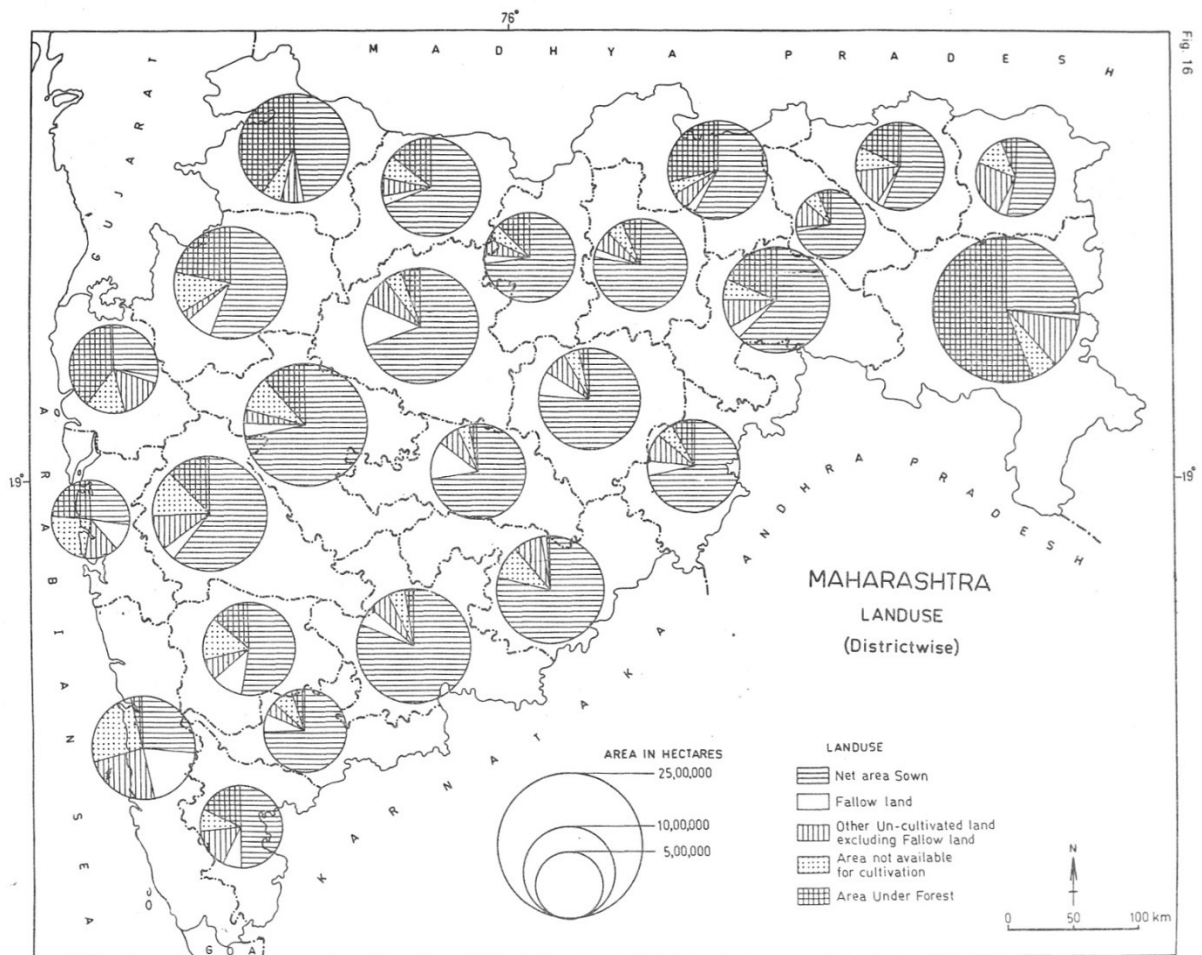 76°
Fig. 16
MADHYA PRADESH
GUJARAT
19°
19°
ARABIAN SEA
ANDHRA PRADESH
KARNATAKA
GOA
MAHARASHTRA
LANDUSE
(Districtwise)
AREA IN HECTARES
25,00,000
10,00,000
5,00,000
LANDUSE
Net area Sown
Fallow land
Other Un-cultivated land
excluding Fallow land
Area not available
for cultivation
Area Under Forest
N
0 50 100 km